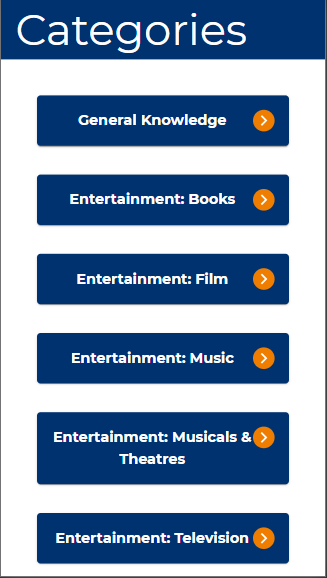 Categories
General Knowledge
Entertainment: Books
Entertainment: Film
Entertainment: Music
Entertainment: Musicals &
Theatres
Entertainment: Television